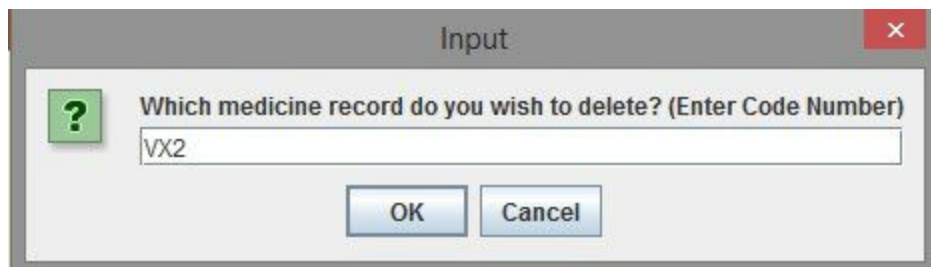 Input
Which medicine record do you wish to delete? (Enter Code Number)
VX2
OK Cancel